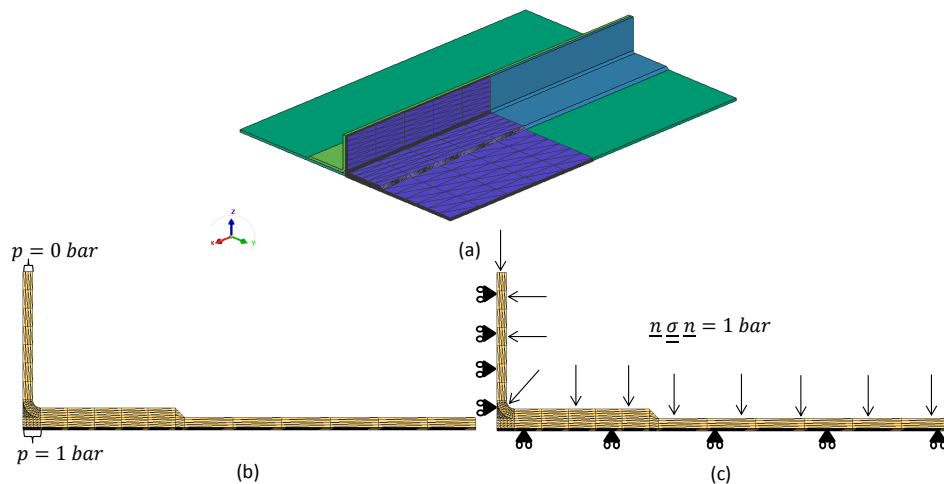 Z
X
Y
(a)
p = 0 bar
n σ n = 1 bar
p = 1 bar
(b)
(c)